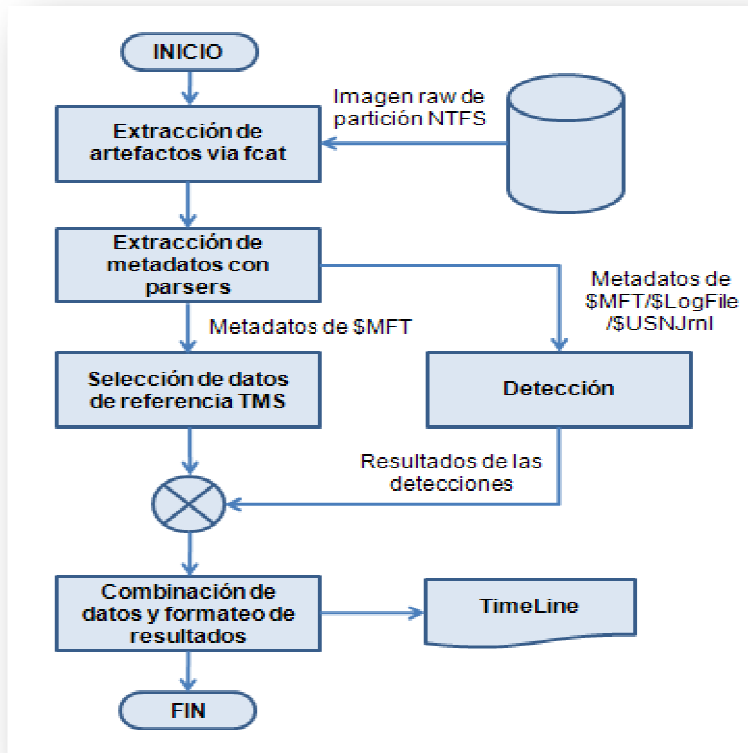 INICIO
Imagen raw de
partición NTFS
Extracción de
artefactos via fcat
Extracción de
metadatos con
parsers
Metadatos de
$MFT/$LogFile
/$USNJrnl
Metadatos de $MFT
Selección de datos
de referencia TMS
Detección
Resultados de las
detecciones
Combinación de
datos y formateo de
resultados
TimeLine
FIN